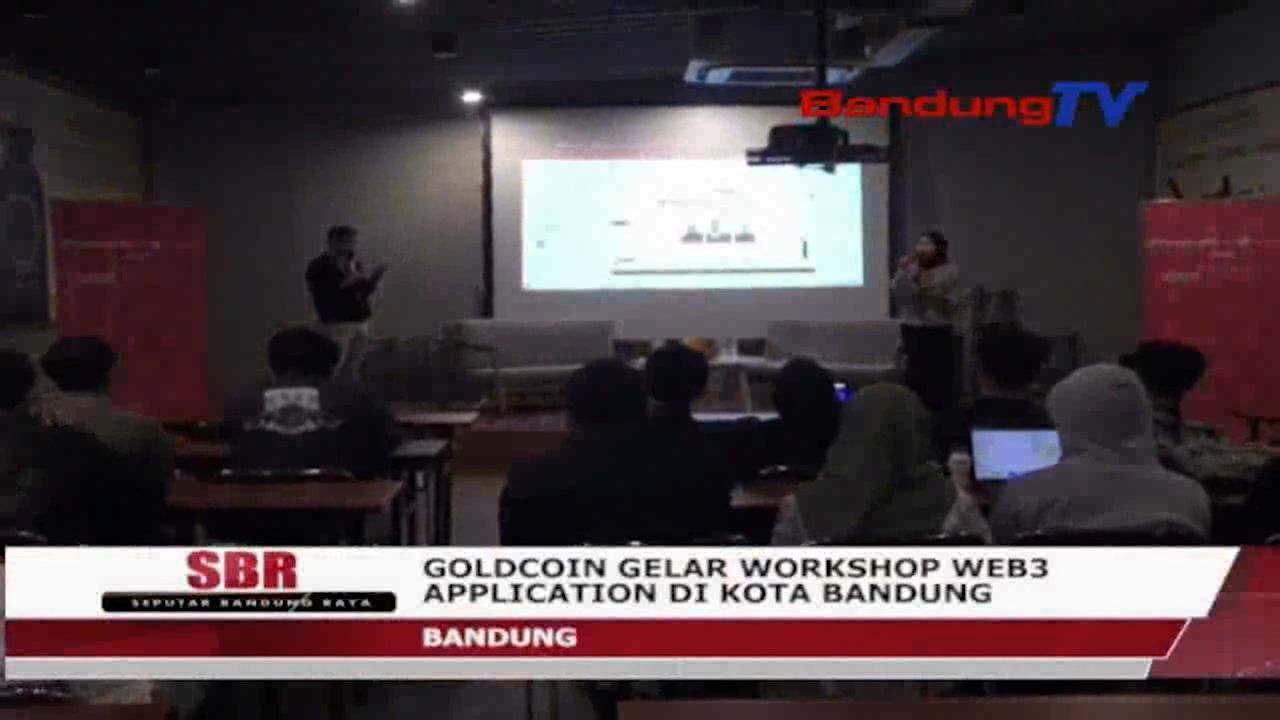 BandungTV
SBR
SEPUTAR BANDUNG RAYA
GOLDCOIN GELAR WORKSHOP WEB3
APPLICATION DI KOTA BANDUNG
BANDUNG